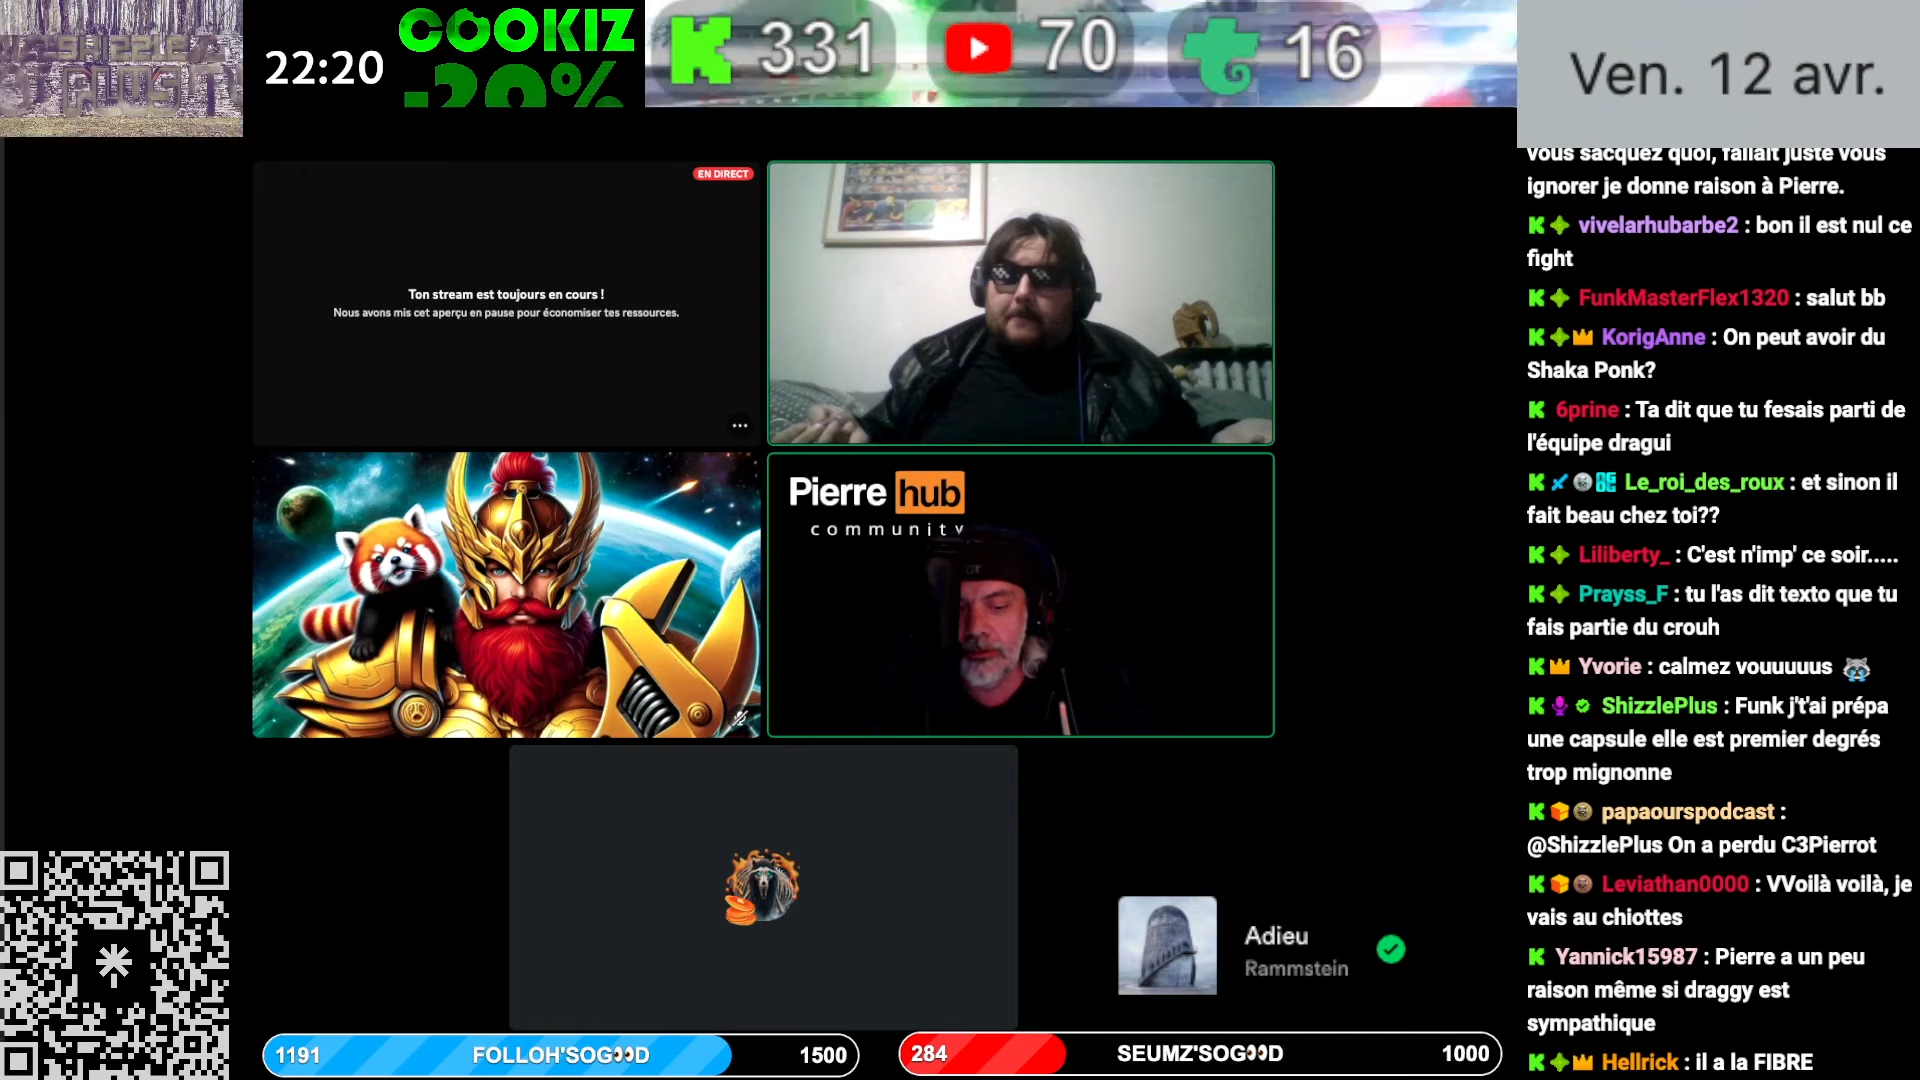 22:20
COOKIZ
-20%
331
70
16
Ven. 12 avr.
EN DIRECT
Ton stream est toujours en cours !
Nous avons mis cet aperçu en pause pour économiser tes ressources.
Pierre hub
community
Adieu
Rammstein
1191 FOLLOH'SOG👀D 1500
284 SEUMZ'SOG👀D 1000
vous sacquez quoi, fallait juste vous
ignorer je donne raison à Pierre.
vivelarhubarbe2 : bon il est nul ce
fight
FunkMasterFlex1320 : salut bb
KorigAnne : On peut avoir du
Shaka Ponk?
6prine : Ta dit que tu fesais parti de
l'équipe dragui
Le_roi_des_roux : et sinon il
fait beau chez toi??
Liliberty_ : C'est n'imp' ce soir.....
Prayss_F : tu l'as dit texto que tu
fais partie du crouh
Yvorie : calmez vouuuuus
ShizzlePlus : Funk j't'ai prépa
une capsule elle est premier degrés
trop mignonne
papaourspodcast :
@ShizzlePlus On a perdu C3Pierrot
Leviathan0000 : VVoilà voilà, je
vais au chiottes
Yannick15987 : Pierre a un peu
raison même si draggy est
sympathique
Hellrick : il a la FIBRE